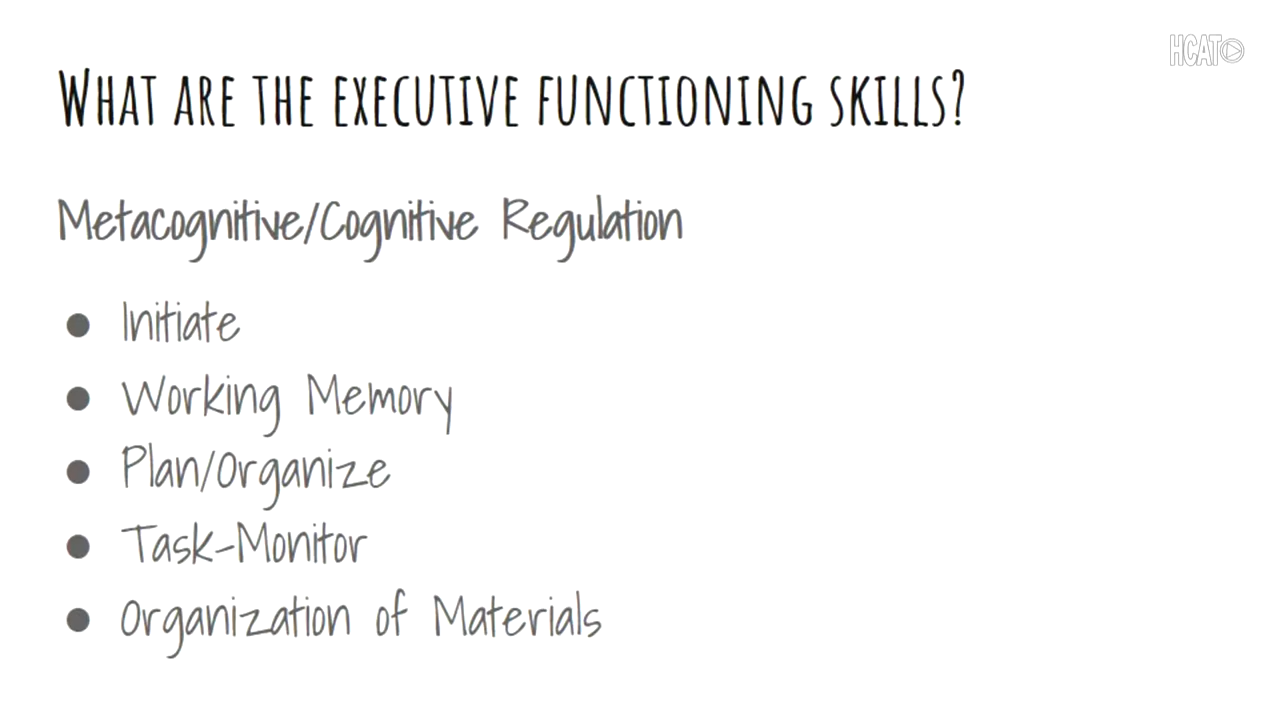 HCAT
What are the executive functioning skills?
Metacognitive/Cognitive Regulation
● Initiate
● Working Memory
● Plan/Organize
● Task-Monitor
● Organization of Materials